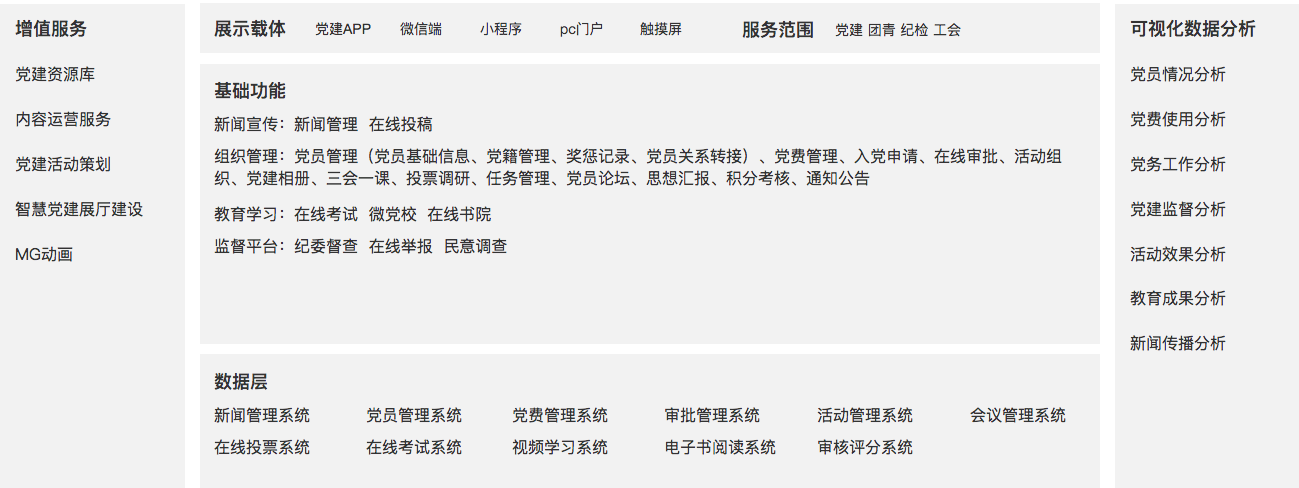 增值服务
党建资源库
内容运营服务
党建活动策划
智慧党建展厅建设
MG动画
展示载体 党建APP 微信端 小程序 pc门户 触摸屏 服务范围 党建 团青 纪检 工会
基础功能
新闻宣传：新闻管理 在线投稿
组织管理：党员管理（党员基础信息、党籍管理、奖惩记录、党员关系转接）、党费管理、入党申请、在线审批、活动组
织、党建相册、三会一课、投票调研、任务管理、党员论坛、思想汇报、积分考核、通知公告
教育学习：在线考试 微党校 在线书院
监督平台：纪委督查 在线举报 民意调查
数据层
新闻管理系统 党员管理系统 党费管理系统 审批管理系统 活动管理系统 会议管理系统
在线投票系统 在线考试系统 视频学习系统 电子书阅读系统 审核评分系统
可视化数据分析
党员情况分析
党费使用分析
党务工作分析
党建监督分析
活动效果分析
教育成果分析
新闻传播分析